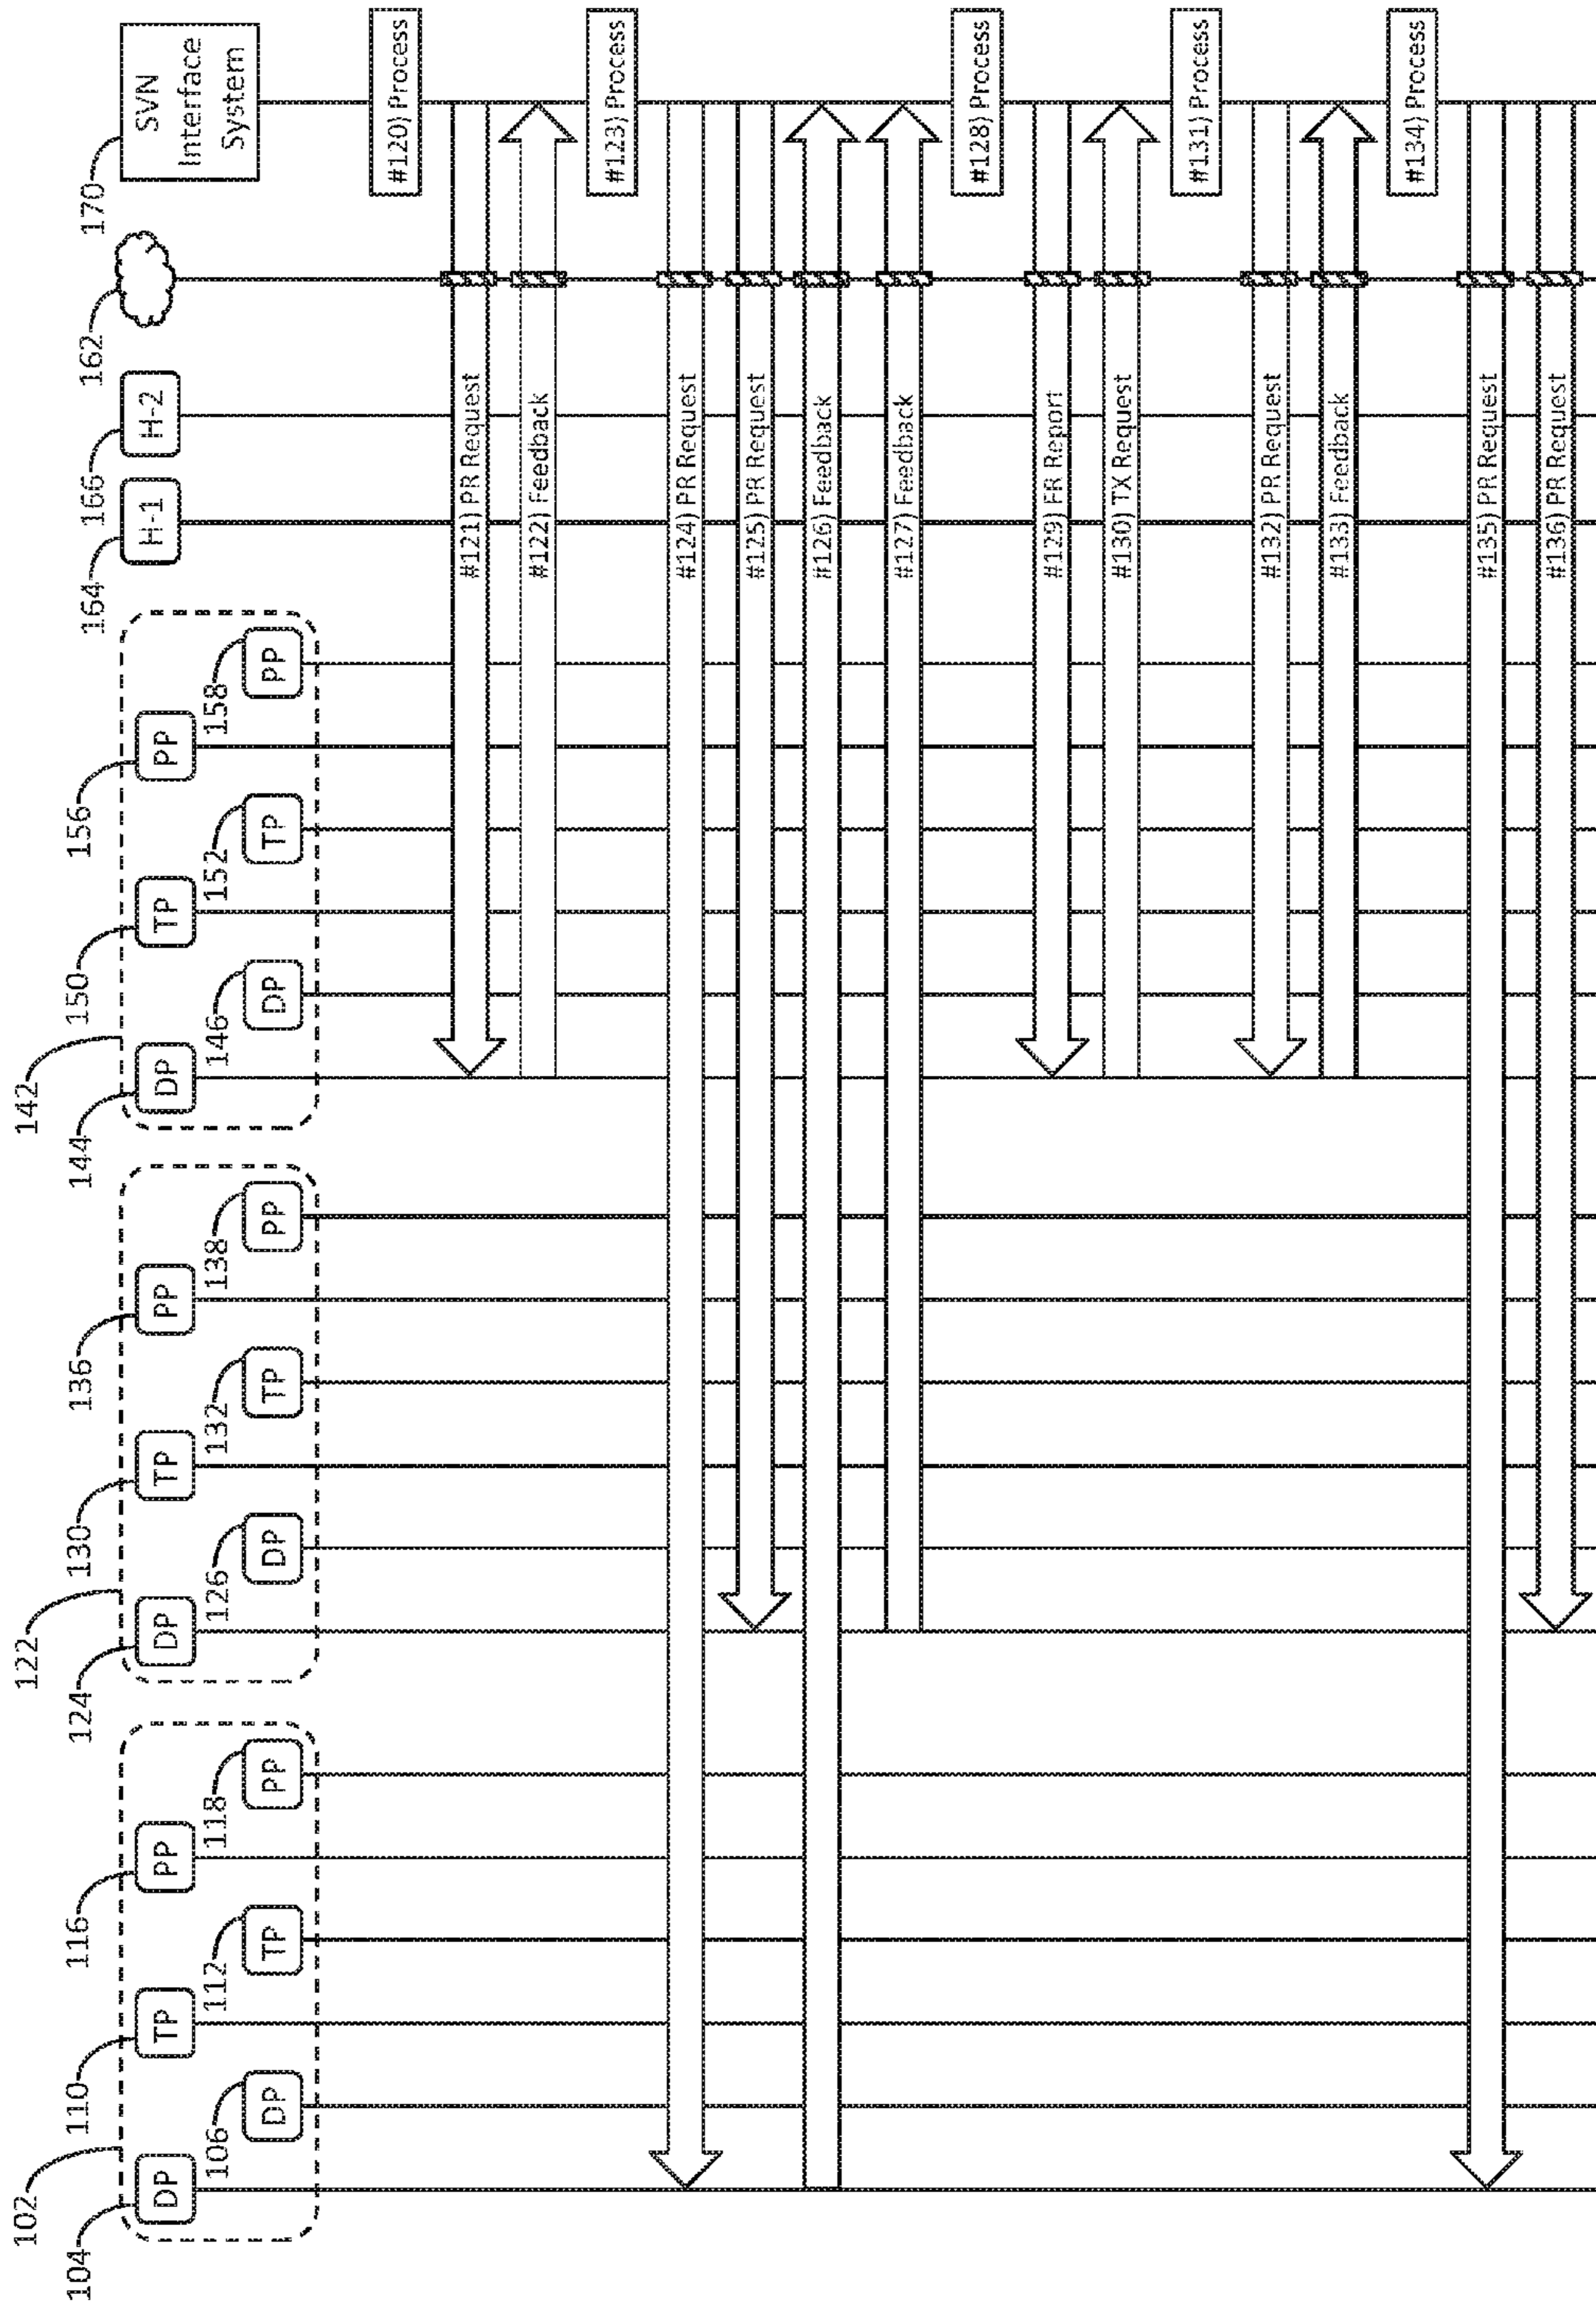 102
122
142
104
110
116
124
130
136
144
150
156
164
166
162
170
DP
TP
PP
DP
TP
PP
DP
TP
PP
H-1
H-2
SVN
Interface
System
106
112
118
126
132
138
146
152
158
DP
TP
PP
DP
TP
PP
DP
TP
PP
#120) Process
#121) PR Request
#122) Feedback
#123) Process
#124) PR Request
#125) PR Request
#126) Feedback
#127) Feedback
#128) Process
#129) FR Report
#130) TX Request
#131) Process
#132) PR Request
#133) Feedback
#134) Process
#135) PR Request
#136) PR Request